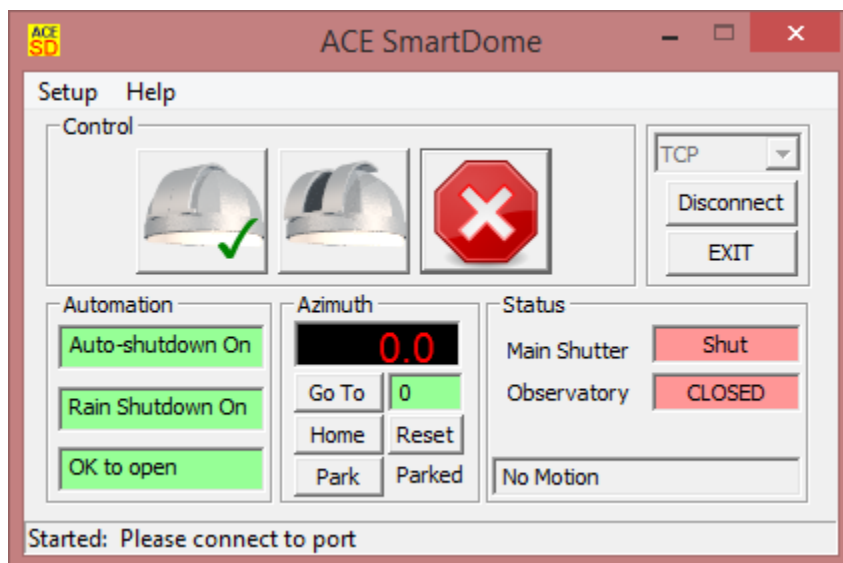 ACE
SD
ACE SmartDome
Setup Help
Control
TCP
Disconnect
EXIT
Automation
Auto-shutdown On
Rain Shutdown On
OK to open
Azimuth
0.0
Go To 0
Home Reset
Park Parked
Status
Main Shutter Shut
Observatory CLOSED
No Motion
Started: Please connect to port